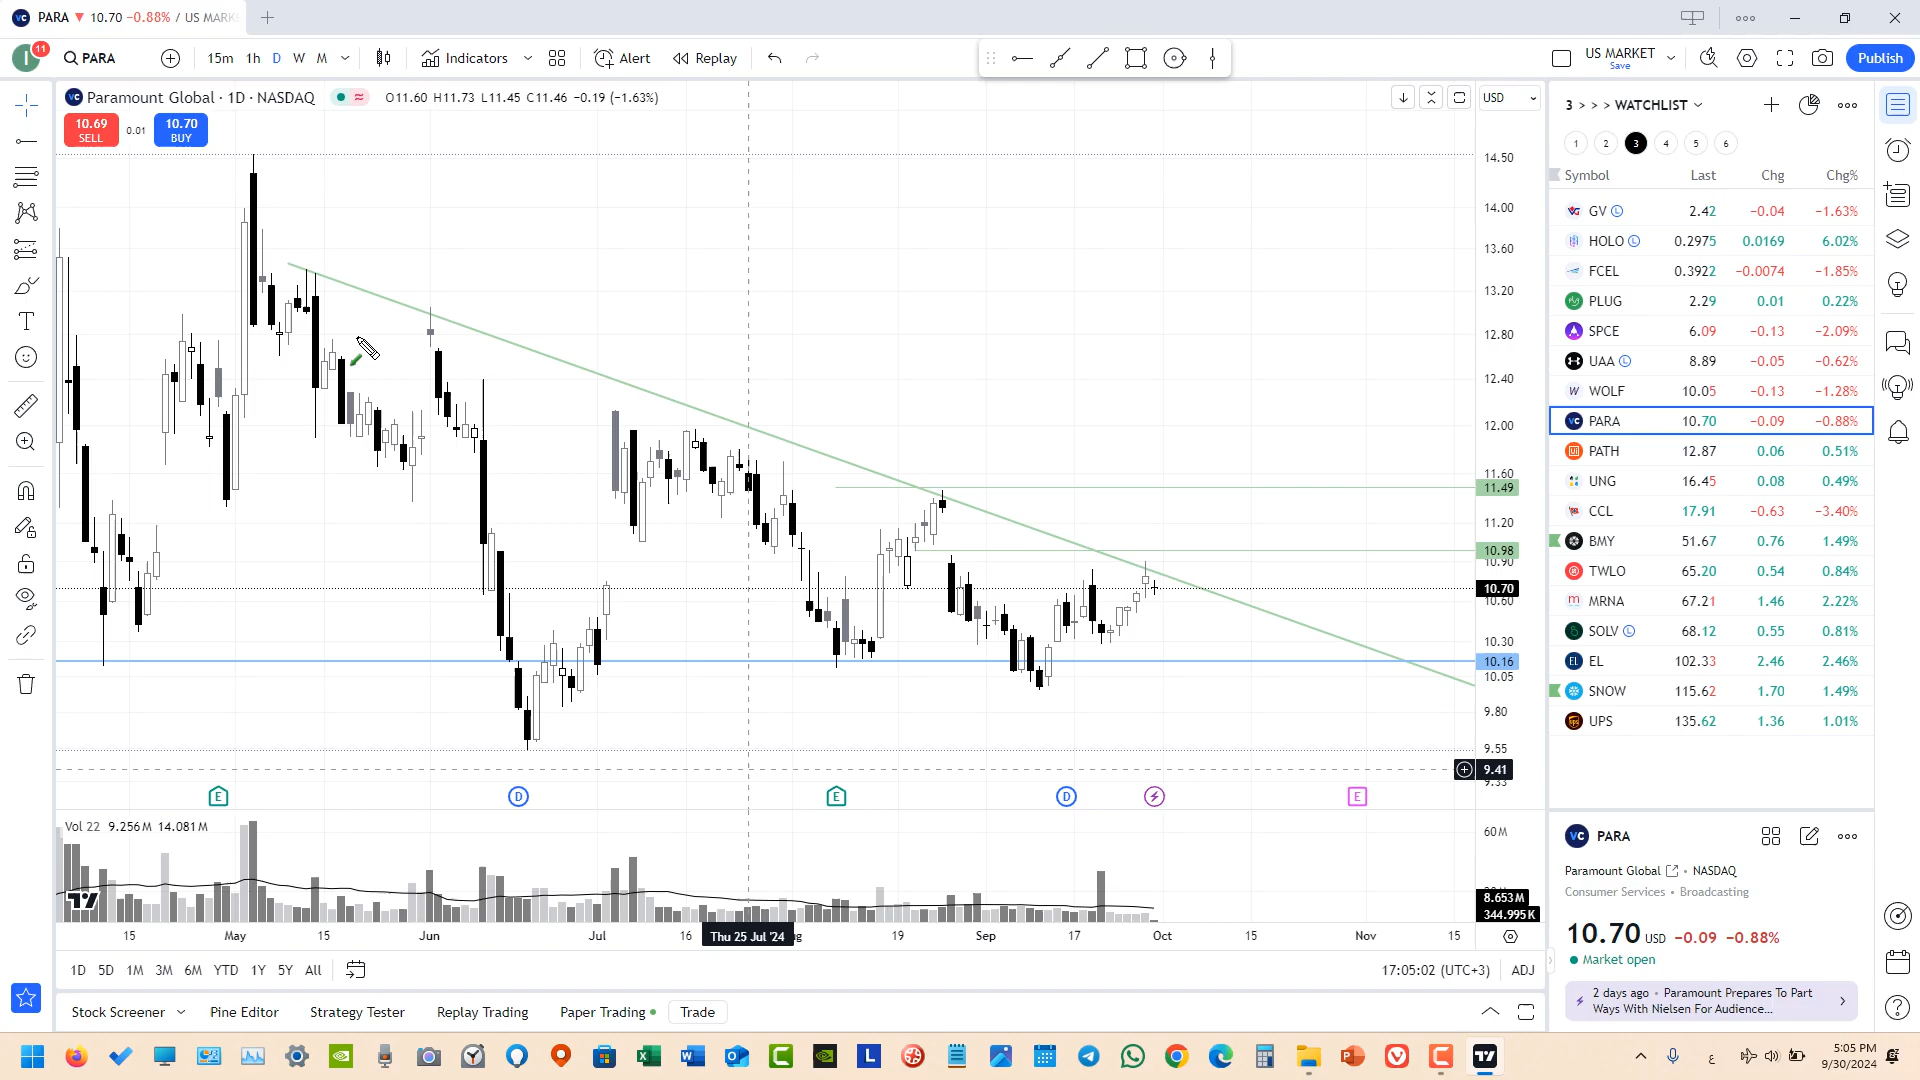 PARA ▼ 10.70 −0.88% / US MARK
I 11 PARA 15m 1h D W M Indicators Alert Replay US MARKET Save Publish
Paramount Global · 1D · NASDAQ O11.60 H11.73 L11.45 C11.46 −0.19 (−1.63%) USD
10.69 SELL 0.01 10.70 BUY
14.50
14.00
13.60
13.20
12.80
12.40
12.00
11.60
11.49
11.20
10.98
10.90
10.70
10.60
10.30
10.16
10.05
9.80
9.55
9.41
E D E D E
Vol 22 9.256M 14.081M
60M
8.653M
344.995K
15 May 15 Jun Jul 16 Thu 25 Jul '24 19 Sep 17 Oct 15 Nov 15
1D 5D 1M 3M 6M YTD 1Y 5Y All 17:05:02 (UTC+3) ADJ
Stock Screener Pine Editor Strategy Tester Replay Trading Paper Trading Trade
3 > > > WATCHLIST
1 2 3 4 5 6
Symbol Last Chg Chg%
GV L 2.42 −0.04 −1.63%
HOLO L 0.2975 0.0169 6.02%
FCEL 0.3922 −0.0074 −1.85%
PLUG 2.29 0.01 0.22%
SPCE 6.09 −0.13 −2.09%
UAA L 8.89 −0.05 −0.62%
WOLF 10.05 −0.13 −1.28%
PARA 10.70 −0.09 −0.88%
PATH 12.87 0.06 0.51%
UNG 16.45 0.08 0.49%
CCL 17.91 −0.63 −3.40%
BMY 51.67 0.76 1.49%
TWLO 65.20 0.54 0.84%
MRNA 67.21 1.46 2.22%
SOLV L 68.12 0.55 0.81%
EL 102.33 2.46 2.46%
SNOW 115.62 1.70 1.49%
UPS 135.62 1.36 1.01%
PARA
Paramount Global • NASDAQ
Consumer Services • Broadcasting
10.70 USD −0.09 −0.88%
Market open
2 days ago • Paramount Prepares To Part
Ways With Nielsen For Audience...
ع 5:05 PM
9/30/2024